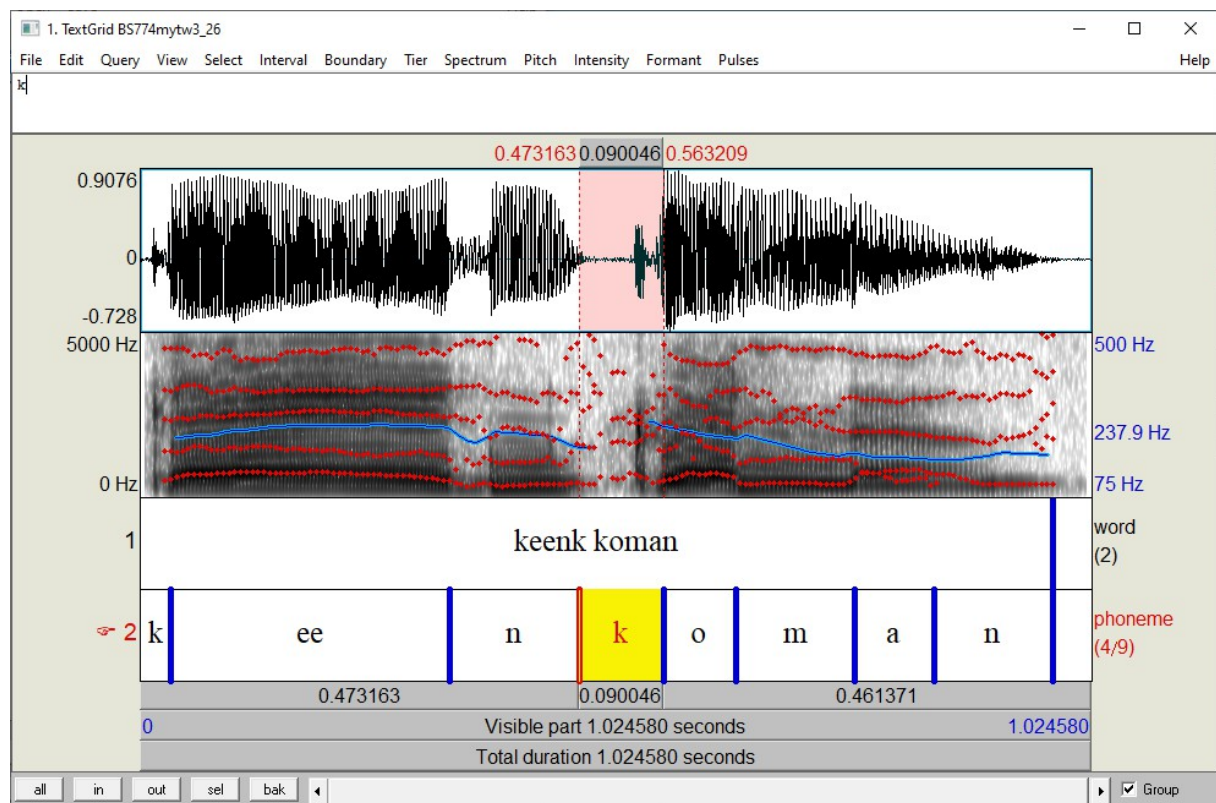 1. TextGrid BS774mytw3_26
File Edit Query View Select Interval Boundary Tier Spectrum Pitch Intensity Formant Pulses Help
k
0.473163 0.090046 0.563209
0.9076
0
-0.728
5000 Hz 500 Hz
237.9 Hz
0 Hz 75 Hz
1 keenk koman word
(2)
2 k ee n k o m a n phoneme
(4/9)
0.473163 0.090046 0.461371
0 Visible part 1.024580 seconds 1.024580
Total duration 1.024580 seconds
all in out sel bak Group